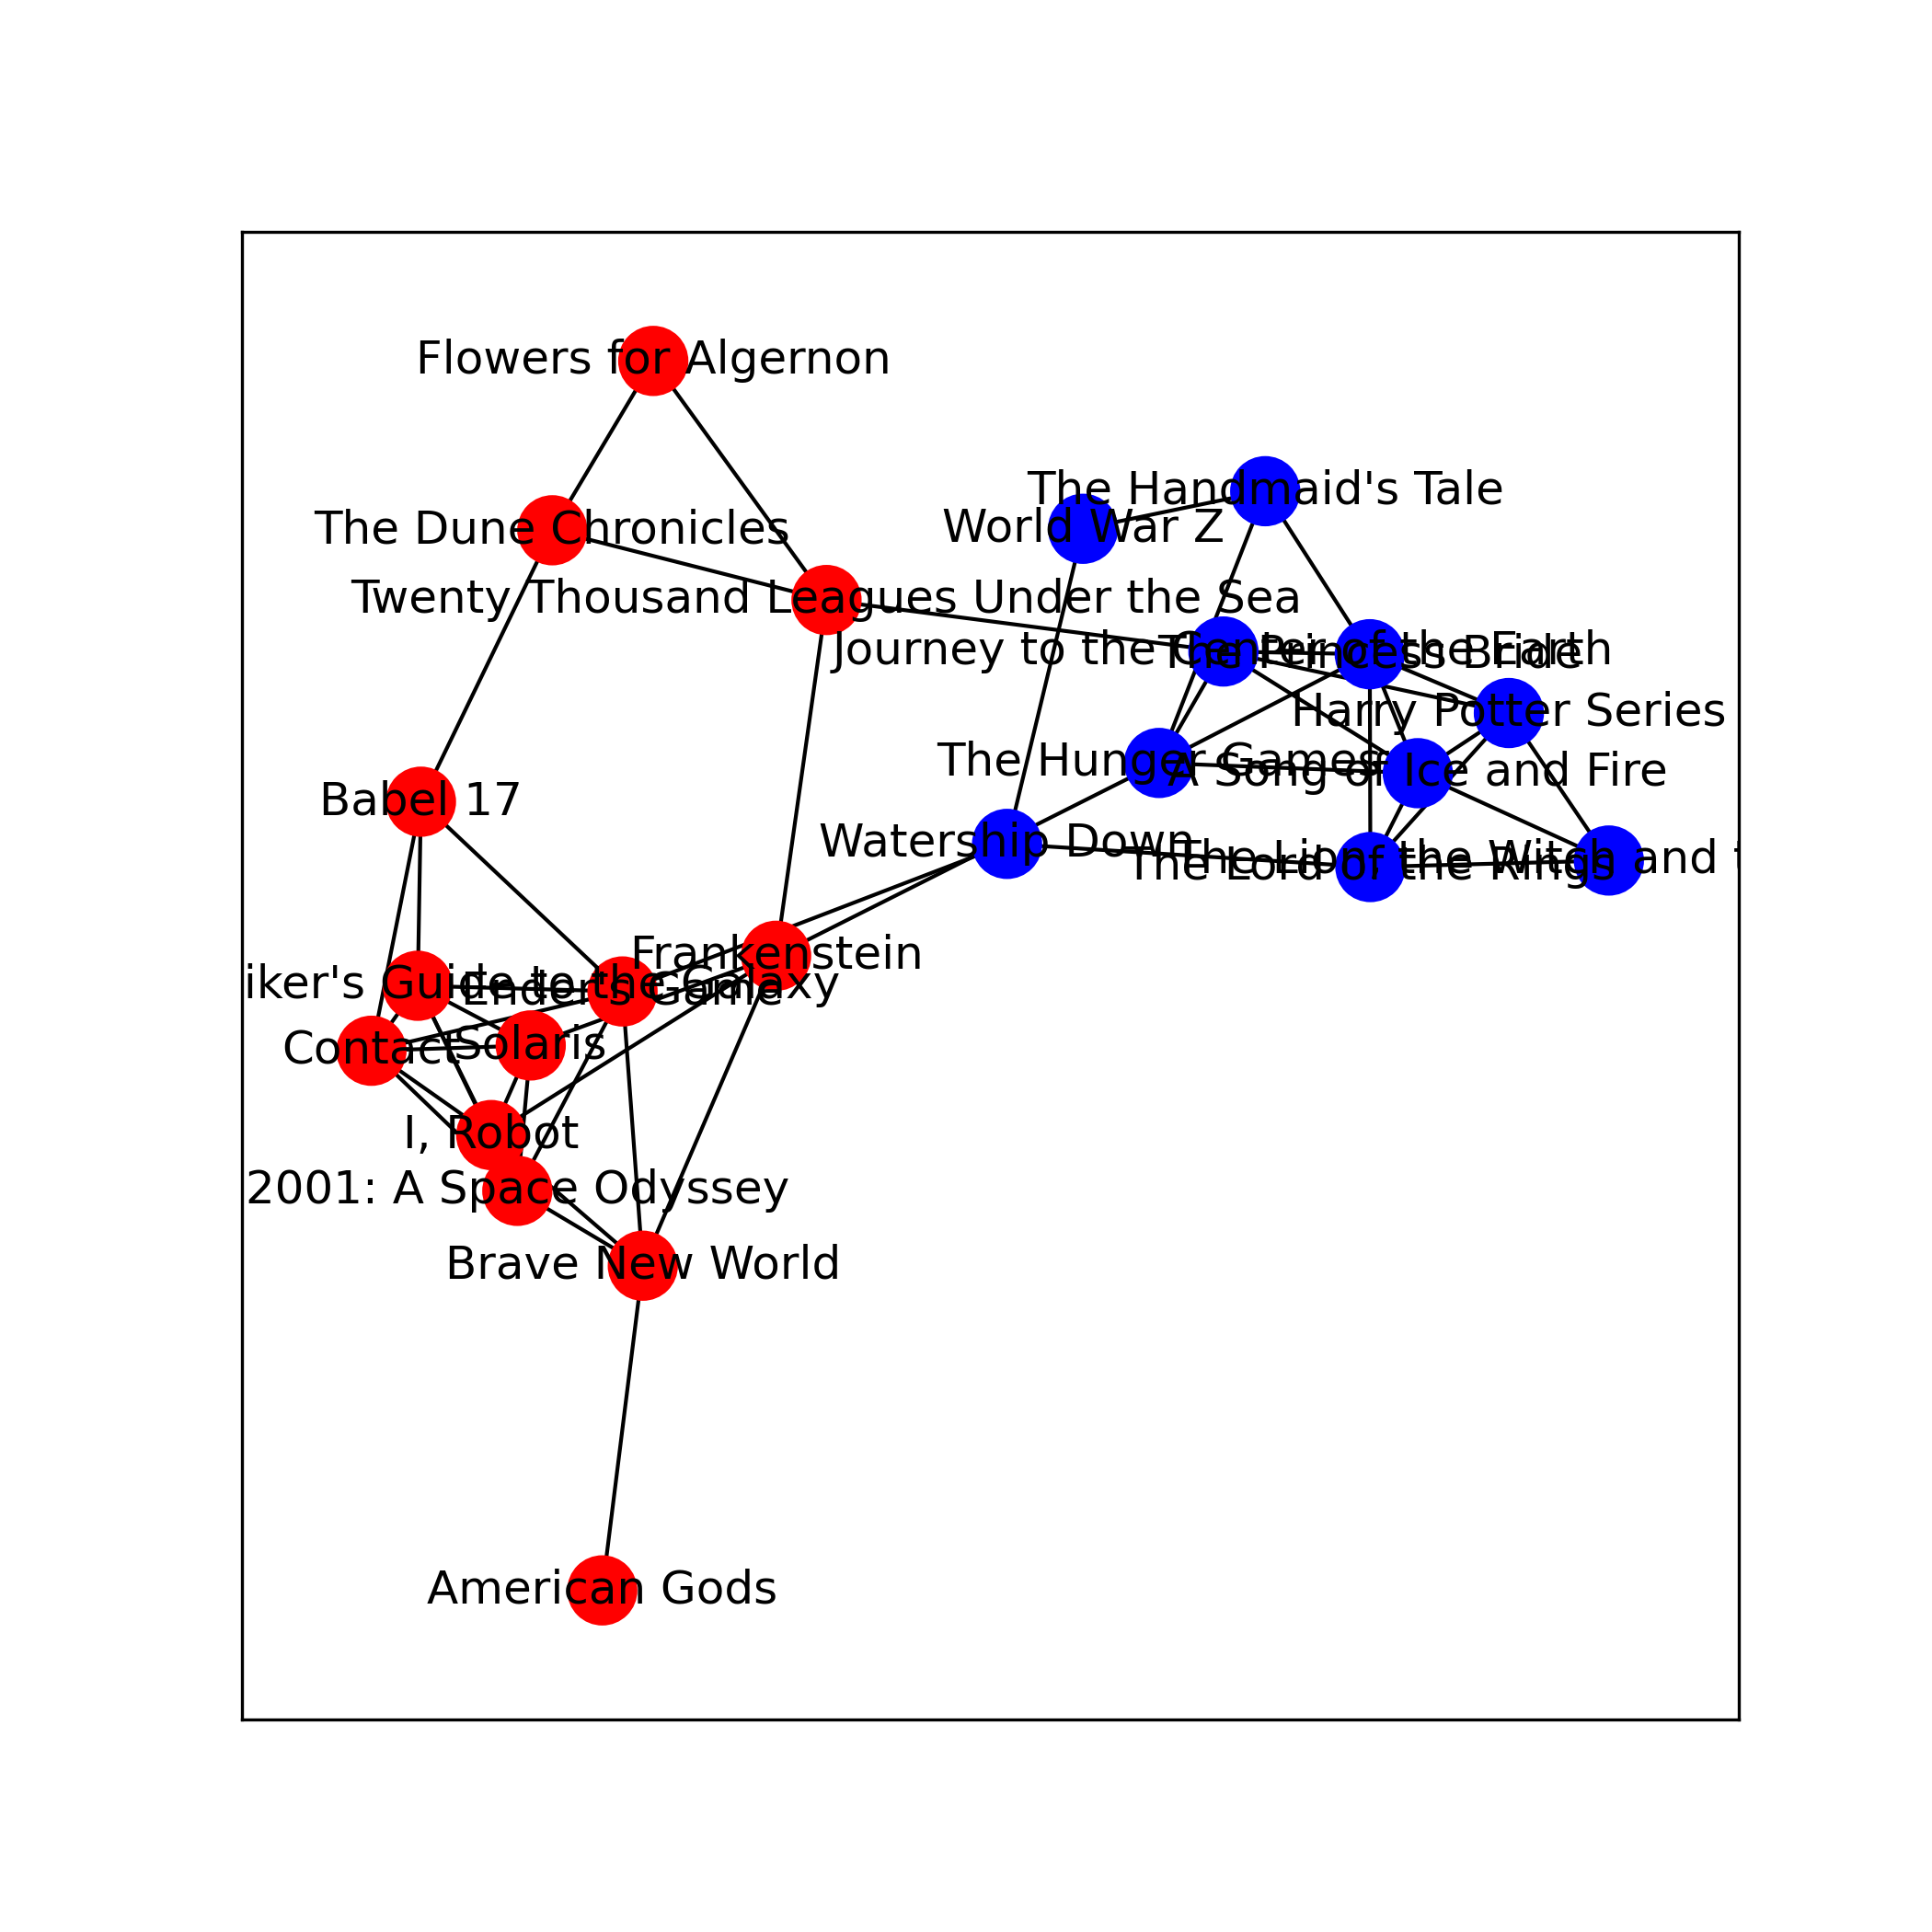 Flowers for Algernon
The Handmaid's Tale
World War Z
The Dune Chronicles
Twenty Thousand Leagues Under the Sea
Journey to the Center of the Earth
The Princess Bride
Harry Potter Series
The Hunger Games
A Song of Ice and Fire
Babel 17
Watership Down
The Lion, the Witch and
The Lord of the Rings
Frankenstein
iker's Guide to the Galaxy
Ender's Game
Solaris
Contact
I, Robot
2001: A Space Odyssey
Brave New World
American Gods